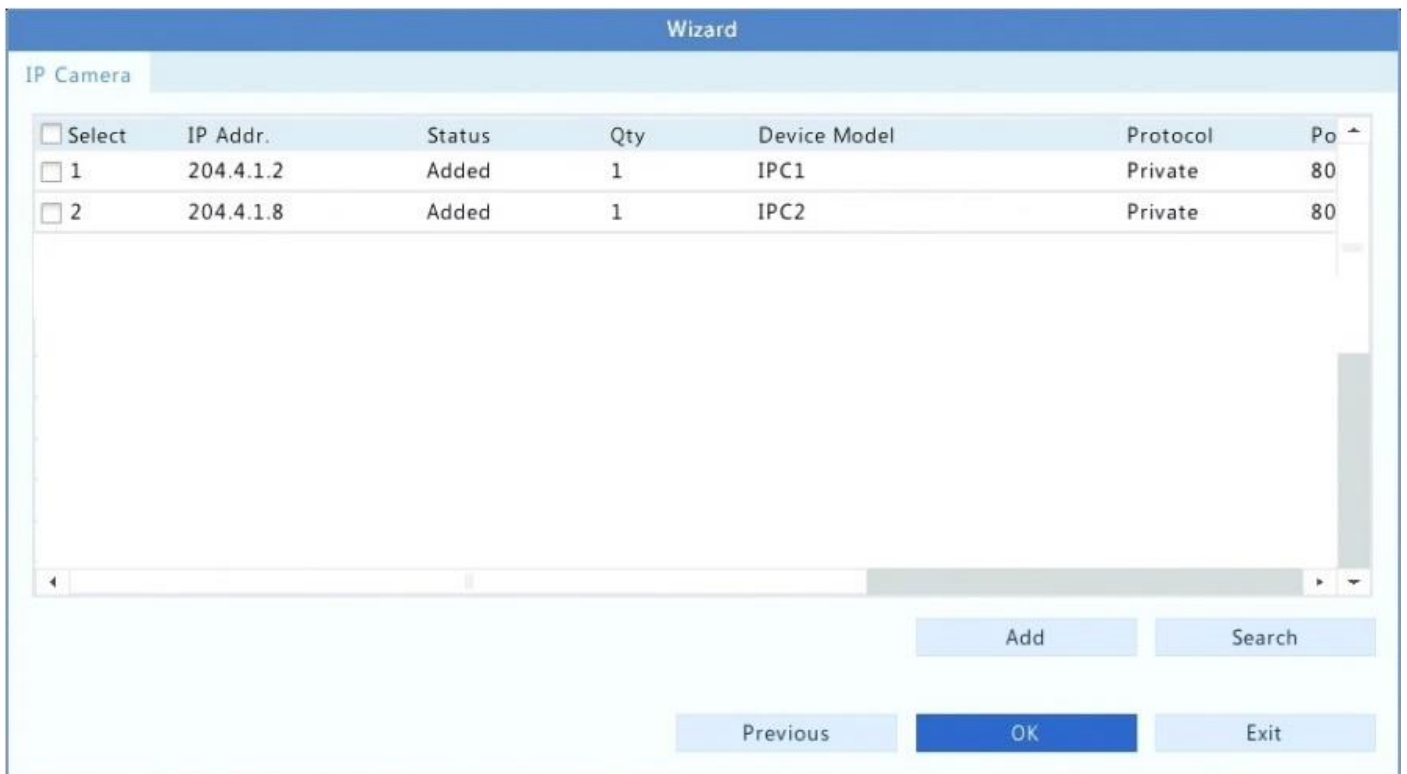 Wizard
IP Camera
Select IP Addr. Status Qty Device Model Protocol Po
1 204.4.1.2 Added 1 IPC1 Private 80
2 204.4.1.8 Added 1 IPC2 Private 80
Add Search
Previous OK Exit